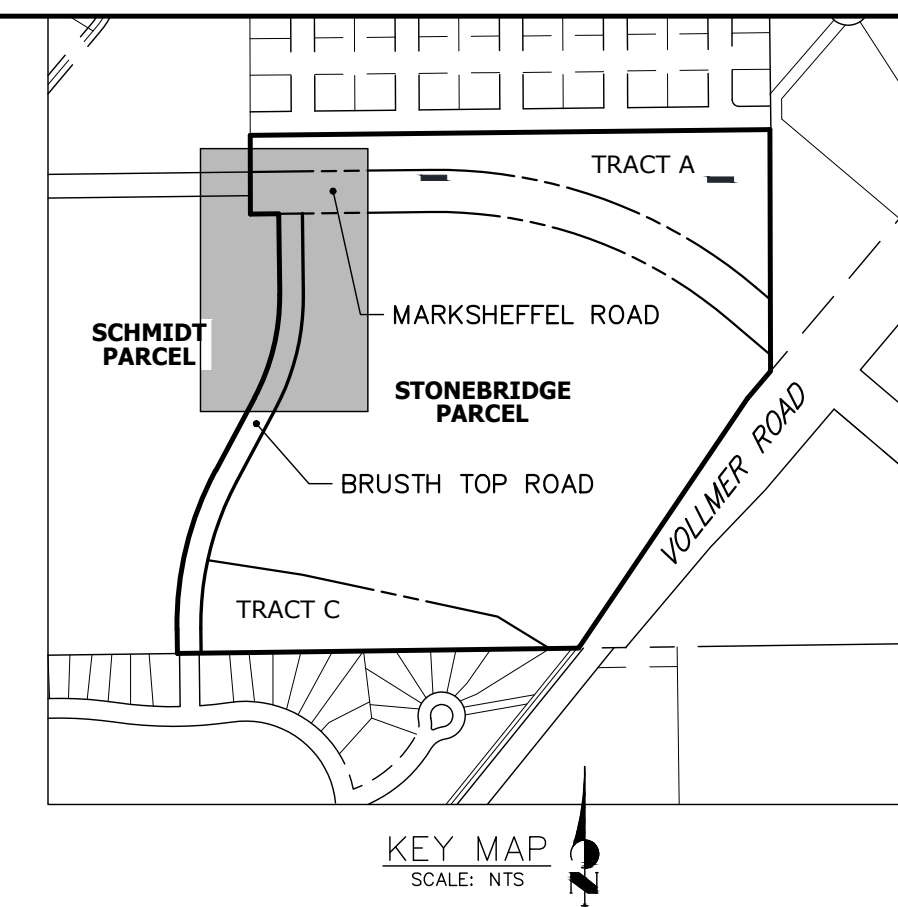 TRACT A
MARKSHEFFEL ROAD
SCHMIDT
PARCEL
STONEBRIDGE
PARCEL
VOLLMER ROAD
BRUSTH TOP ROAD
TRACT C
KEY MAP
SCALE: NTS
N